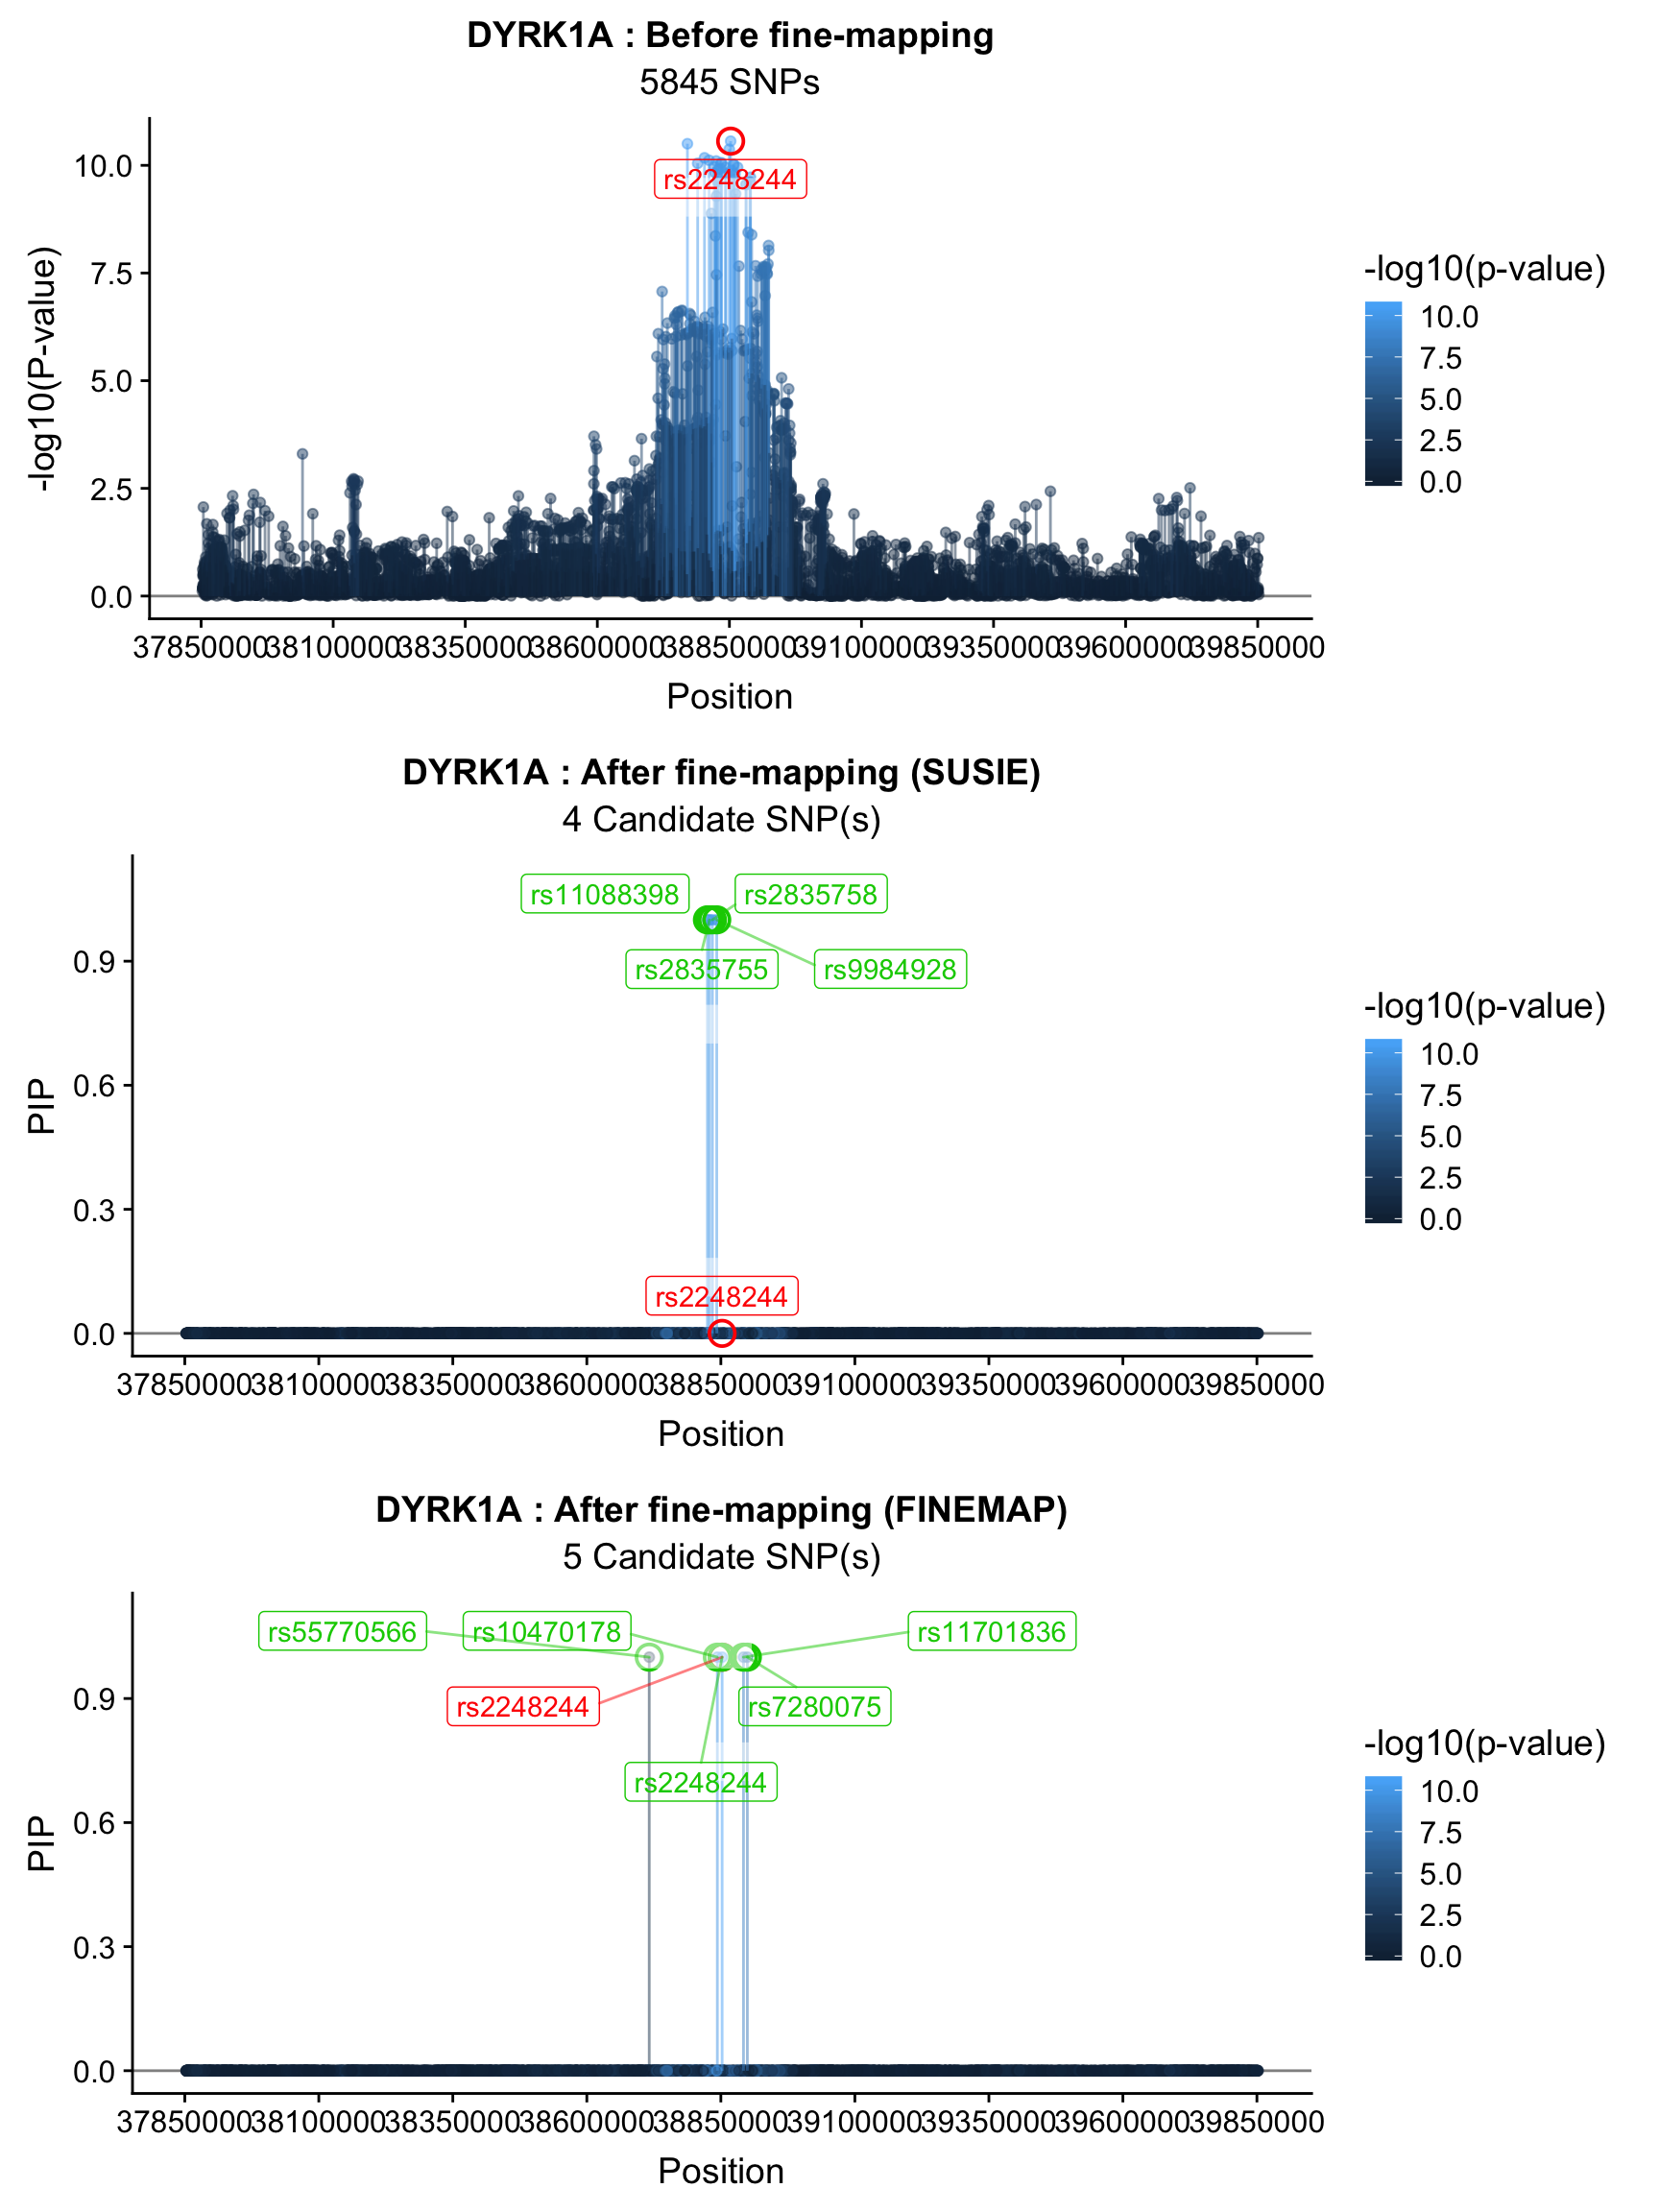 DYRK1A : Before fine-mapping
5845 SNPs
-log10(P-value)
10.0
7.5
5.0
2.5
0.0
rs2248244
37850000 38100000 38350000 38600000 38850000 39100000 39350000 39600000 39850000
Position
-log10(p-value)
10.0
7.5
5.0
2.5
0.0
DYRK1A : After fine-mapping (SUSIE)
4 Candidate SNP(s)
PIP
0.9
0.6
0.3
0.0
rs11088398 rs2835758
rs2835755 rs9984928
rs2248244
37850000 38100000 38350000 38600000 38850000 39100000 39350000 39600000 39850000
Position
-log10(p-value)
10.0
7.5
5.0
2.5
0.0
DYRK1A : After fine-mapping (FINEMAP)
5 Candidate SNP(s)
PIP
0.9
0.6
0.3
0.0
rs55770566 rs10470178 rs11701836
rs2248244 rs7280075
rs2248244
37850000 38100000 38350000 38600000 38850000 39100000 39350000 39600000 39850000
Position
-log10(p-value)
10.0
7.5
5.0
2.5
0.0